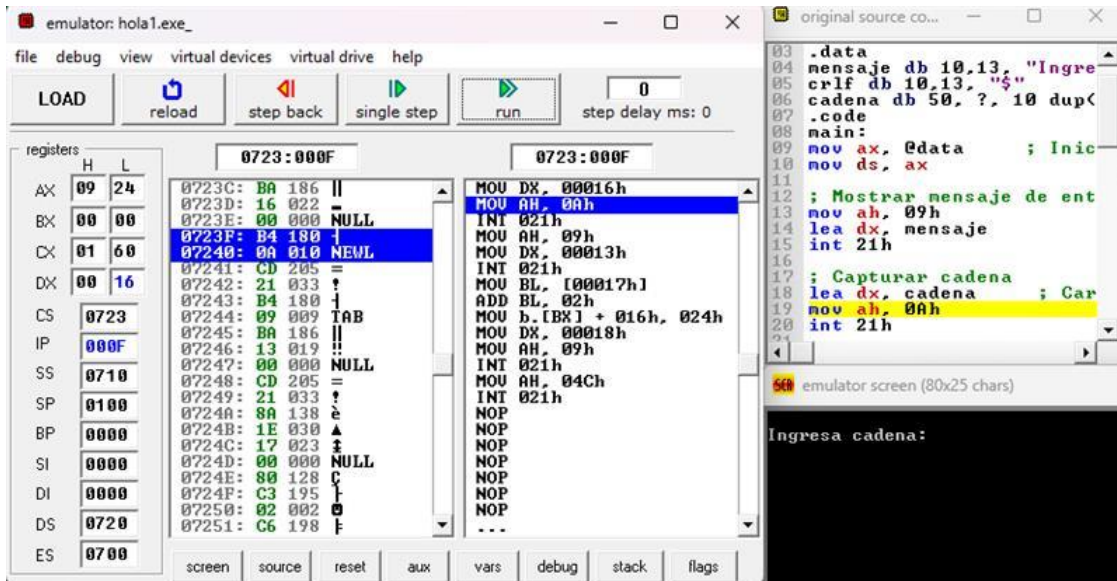 emulator: hola1.exe_
file debug view virtual devices virtual drive help
LOAD
reload
step back
single step
run
0
step delay ms: 0
registers
H L
AX 09 24
BX 00 00
CX 01 60
DX 00 16
CS 0723
IP 000F
SS 0710
SP 0100
BP 0000
SI 0000
DI 0000
DS 0720
ES 0700
0723:000F
0723C: BA 186 ║
0723D: 16 022 ▬
0723E: 00 000 NULL
0723F: B4 180 ┤
07240: 0A 010 NEWL
07241: CD 205 =
07242: 21 033 !
07243: B4 180 ┤
07244: 09 009 TAB
07245: BA 186 ║
07246: 13 019 ‼
07247: 00 000 NULL
07248: CD 205 =
07249: 21 033 !
0724A: 8A 138 è
0724B: 1E 030 ▲
0724C: 17 023 ↨
0724D: 00 000 NULL
0724E: 80 128 Ç
0724F: C3 195 ├
07250: 02 002 ☻
07251: C6 198 ╞
0723:000F
MOV DX, 00016h
MOV AH, 0Ah
INT 021h
MOV AH, 09h
MOV DX, 00013h
INT 021h
MOV BL, [00017h]
ADD BL, 02h
MOV b.[BX] + 016h, 024h
MOV DX, 00018h
MOV AH, 09h
INT 021h
MOV AH, 04Ch
INT 021h
NOP
NOP
NOP
NOP
NOP
NOP
NOP
...
screen source reset aux vars debug stack flags
original source co...
03 .data
04 mensaje db 10,13, "Ingre
05 crlf db 10,13, "$"
06 cadena db 50, ?, 10 dup(
07 .code
08 main:
09 mov ax, @data ; Inic
10 mov ds, ax
11
12 ; Mostrar mensaje de ent
13 mov ah, 09h
14 lea dx, mensaje
15 int 21h
16
17 ; Capturar cadena
18 lea dx, cadena ; Car
19 mov ah, 0Ah
20 int 21h
21
SCR emulator screen (80x25 chars)
Ingresa cadena: